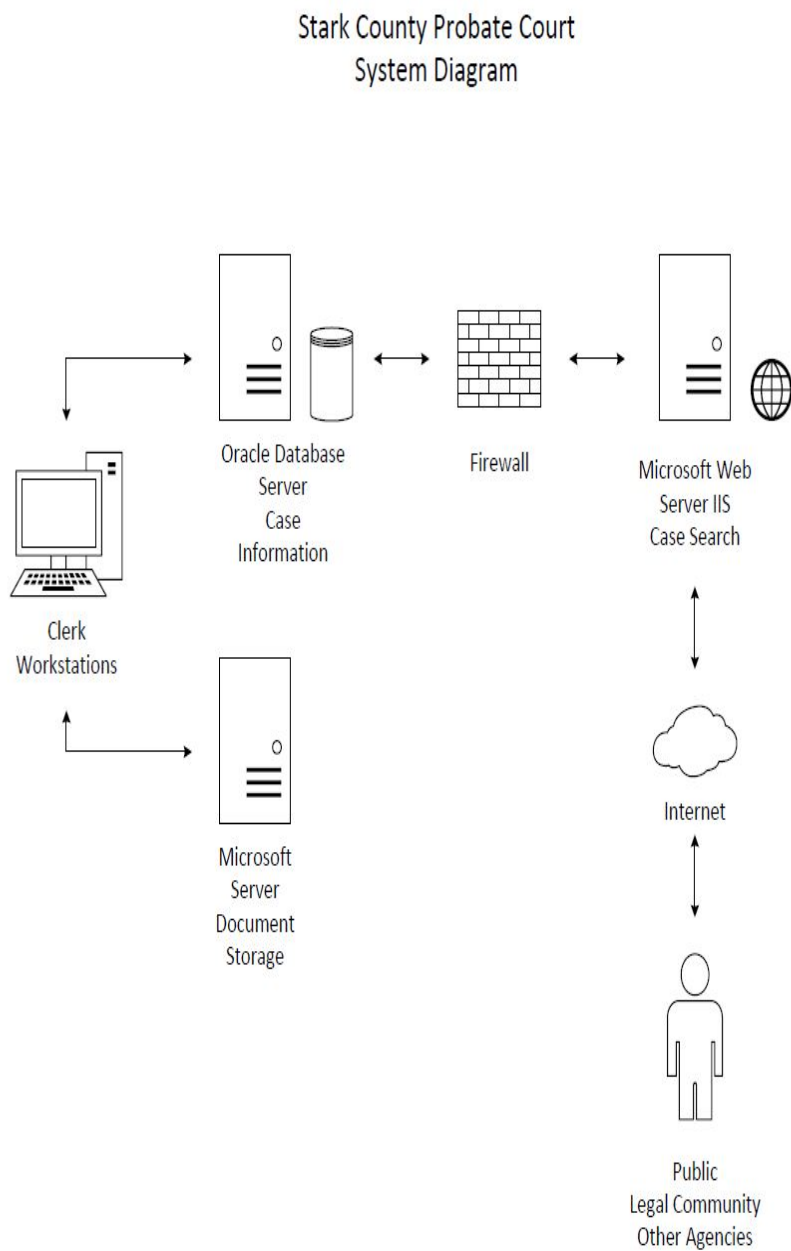 Stark County Probate Court
System Diagram
Oracle Database
Server
Case
Information
Firewall
Microsoft Web
Server IIS
Case Search
Clerk
Workstations
Internet
Microsoft
Server
Document
Storage
Public
Legal Community
Other Agencies